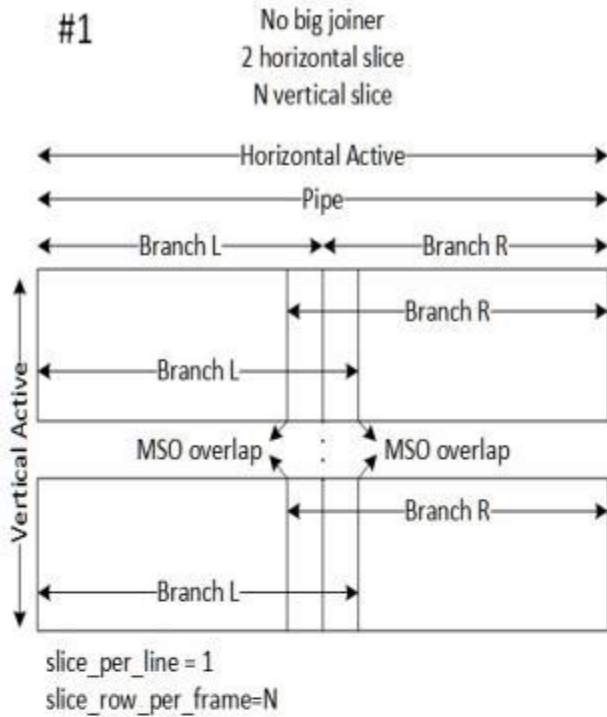 #1
No big joiner
2 horizontal slice
N vertical slice
Horizontal Active
Pipe
Branch L
Branch R
Branch R
Branch L
Vertical Active
MSO overlap
MSO overlap
Branch R
Branch L
slice_per_line = 1
slice_row_per_frame=N